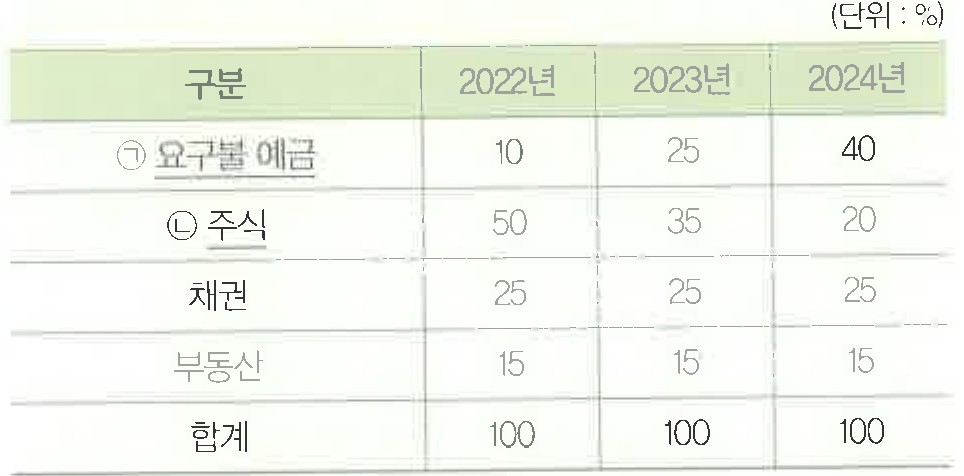 (단위 : %)
구분 2022년 2023년 2024년
㉠ 요구불 예금 10 25 40
㉡ 주식 50 35 20
채권 25 25 25
부동산 15 15 15
합계 100 100 100